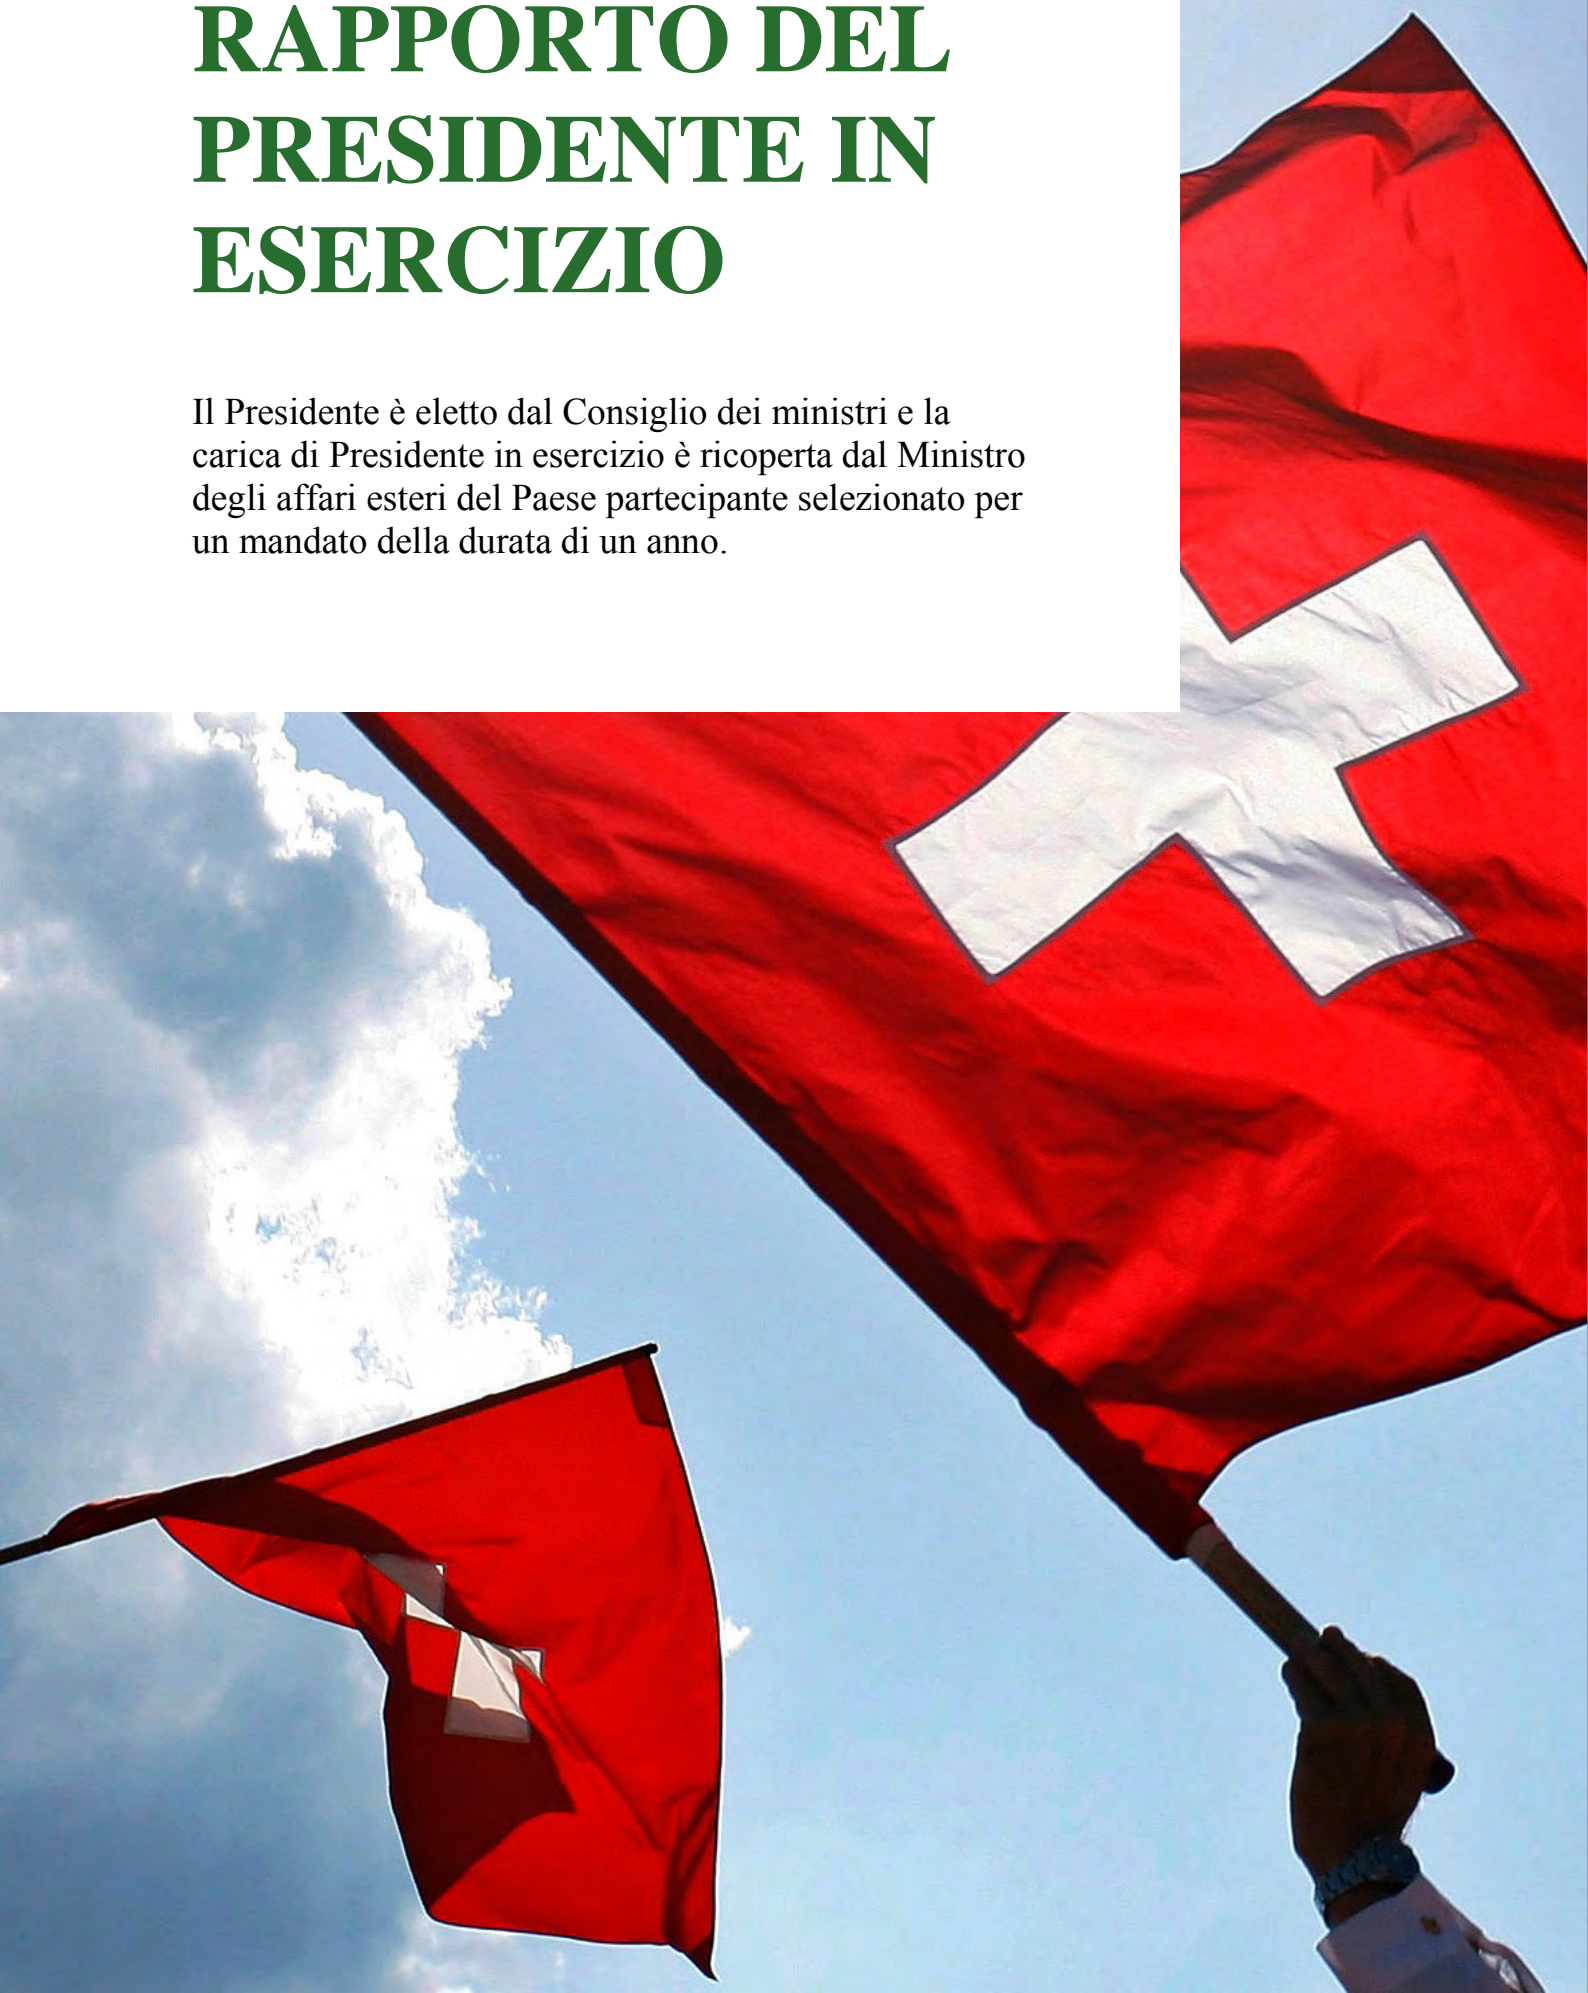 RAPPORTO DEL
PRESIDENTE IN
ESERCIZIO
Il Presidente è eletto dal Consiglio dei ministri e la
carica di Presidente in esercizio è ricoperta dal Ministro
degli affari esteri del Paese partecipante selezionato per
un mandato della durata di un anno.